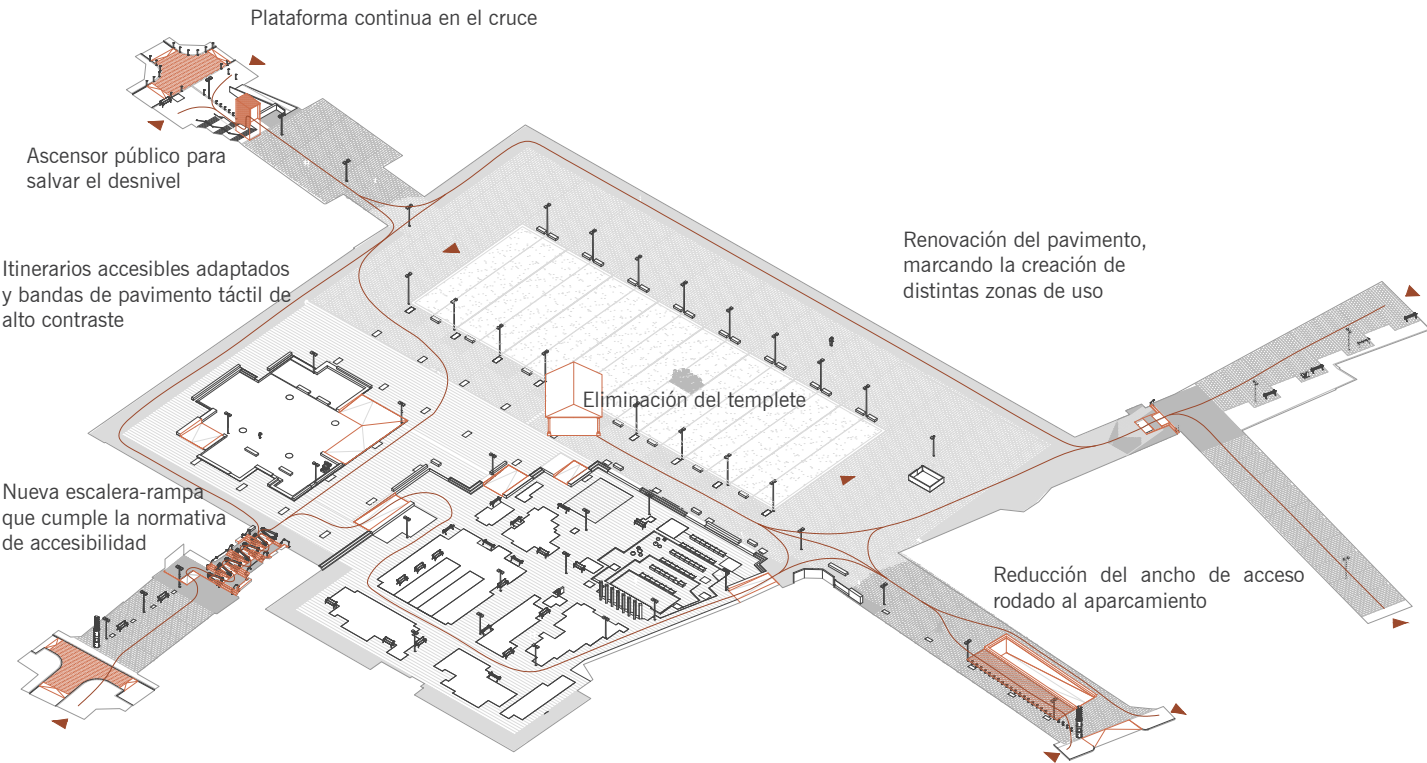 Plataforma continua en el cruce
Ascensor público para
salvar el desnivel
Itinerarios accesibles adaptados
y bandas de pavimento táctil de
alto contraste
Renovación del pavimento,
marcando la creación de
distintas zonas de uso
Eliminación del templete
Nueva escalera-rampa
que cumple la normativa
de accesibilidad
Reducción del ancho de acceso
rodado al aparcamiento